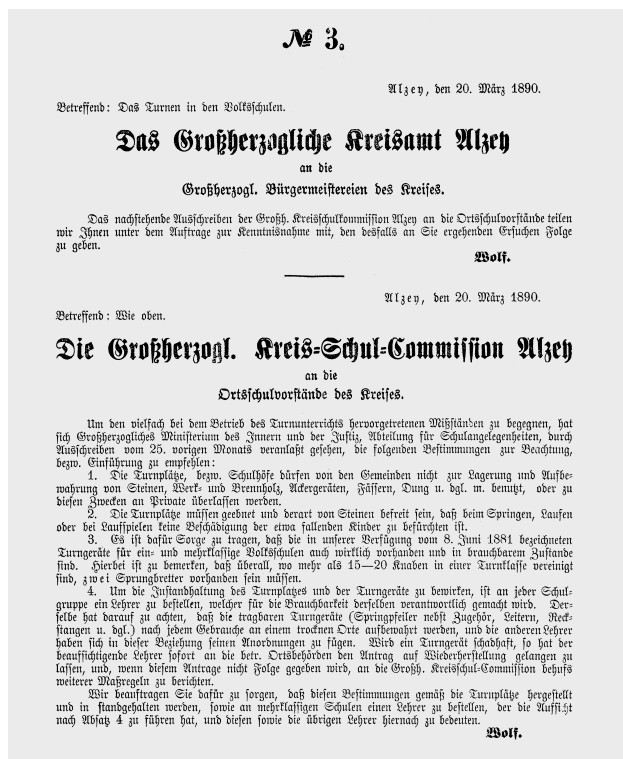 № 3.
Alzey, den 20. März 1890.
Betreffend: Das Turnen in den Volksschulen.
Das Großherzogliche Kreisamt Alzey
an die
Großherzogl. Bürgermeistereien des Kreises.
Das nachstehende Ausschreiben der Großh. Kreisschulkommission Alzey an die Ortsschulvorstände teilen
wir Ihnen unter dem Auftrage zur Kenntnisnahme mit, den desfalls an Sie ergehenden Ersuchen Folge
zu geben.
Wolf.
Alzey, den 20. März 1890.
Betreffend: Wie oben.
Die Großherzogl. Kreis-Schul-Commission Alzey
an die
Ortsschulvorstände des Kreises.
Um den vielfach bei dem Betrieb des Turnunterrichts hervorgetretenen Mißständen zu begegnen, hat
sich Großherzogliches Ministerium des Innern und der Justiz, Abteilung für Schulangelegenheiten, durch
Ausschreiben vom 25. vorigen Monats veranlaßt gesehen, die folgenden Bestimmungen zur Beachtung,
bezw. Einführung zu empfehlen:
1. Die Turnplätze, bezw. Schulhöfe dürfen von den Gemeinden nicht zur Lagerung und Aufbe-
wahrung von Steinen, Werk- und Brennholz, Ackergeräten, Fässern, Dung u. dgl. m. benutzt, oder zu
diesen Zwecken an Private überlassen werden.
2. Die Turnplätze müssen geebnet und derart von Steinen befreit sein, daß beim Springen, Laufen
oder bei Laufspielen keine Beschädigung der etwa fallenden Kinder zu befürchten ist.
3. Es ist dafür Sorge zu tragen, daß die in unserer Verfügung vom 8. Juni 1881 bezeichneten
Turngeräte für ein- und mehrklassige Volksschulen auch wirklich vorhanden und in brauchbarem Zustande
sind. Hierbei ist zu bemerken, daß überall, wo mehr als 15—20 Knaben in einer Turnklasse vereinigt
sind, zwei Sprungbretter vorhanden sein müssen.
4. Um die Instandhaltung des Turnplatzes und der Turngeräte zu bewirken, ist an jeder Schul-
gruppe ein Lehrer zu bestellen, welcher für die Brauchbarkeit derselben verantwortlich gemacht wird. Der-
selbe hat darauf zu achten, daß die tragbaren Turngeräte (Springpfeiler nebst Zugehör, Leitern, Reck-
stangen u. dgl.) nach jedem Gebrauche an einem trocknen Orte aufbewahrt werden, und die anderen Lehrer
haben sich in dieser Beziehung seinen Anordnungen zu fügen. Wird ein Turngerät schadhaft, so hat der
beaufsichtigende Lehrer sofort an die betr. Ortsbehörden den Antrag auf Wiederherstellung gelangen zu
lassen, und, wenn diesem Antrage nicht Folge gegeben wird, an die Großh. Kreisschul-Commission behufs
weiterer Maßregeln zu berichten.
Wir beauftragen Sie dafür zu sorgen, daß diesen Bestimmungen gemäß die Turnplätze hergestellt
und in standgehalten werden, sowie an mehrklassigen Schulen einen Lehrer zu bestellen, der die Aufsicht
nach Absatz 4 zu führen hat, und diesen sowie die übrigen Lehrer hiernach zu bedeuten.
Wolf.